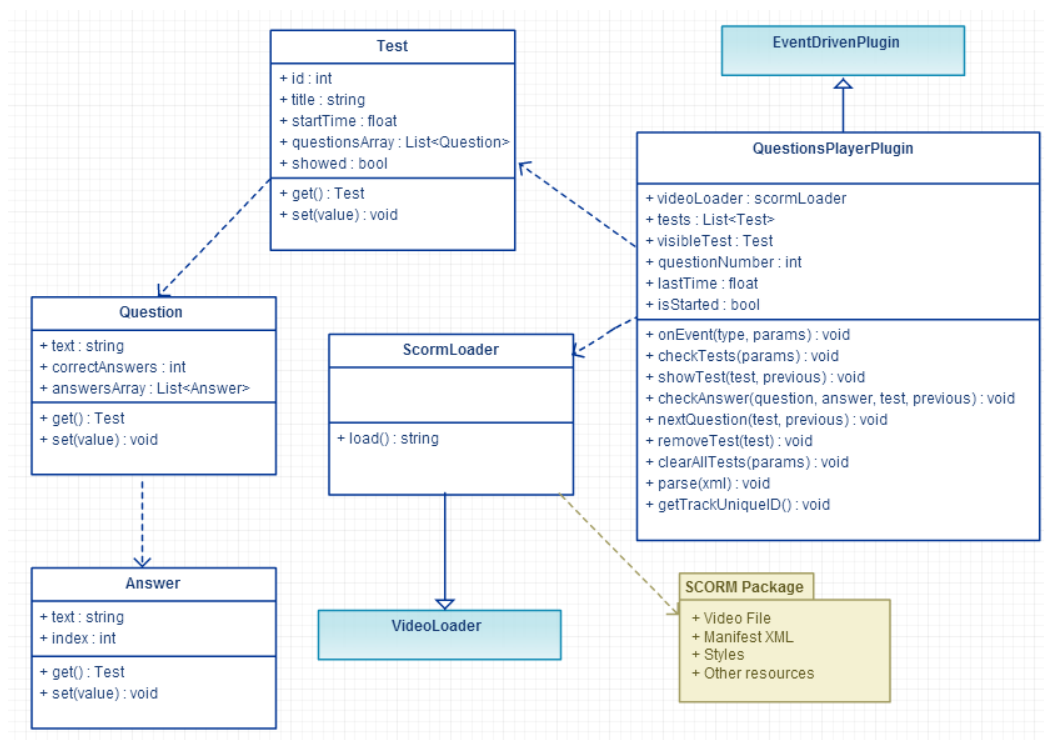 Test
+ id : int
+ title : string
+ startTime : float
+ questionsArray : List<Question>
+ showed : bool
+ get() : Test
+ set(value) : void
EventDrivenPlugin
QuestionsPlayerPlugin
+ videoLoader : scormLoader
+ tests : List<Test>
+ visibleTest : Test
+ questionNumber : int
+ lastTime : float
+ isStarted : bool
+ onEvent(type, params) : void
+ checkTests(params) : void
+ showTest(test, previous) : void
+ checkAnswer(question, answer, test, previous) : void
+ nextQuestion(test, previous) : void
+ removeTest(test) : void
+ clearAllTests(params) : void
+ parse(xml) : void
+ getTrackUniqueID() : void
Question
+ text : string
+ correctAnswers : int
+ answersArray : List<Answer>
+ get() : Test
+ set(value) : void
ScormLoader
+ load() : string
Answer
+ text : string
+ index : int
+ get() : Test
+ set(value) : void
VideoLoader
SCORM Package
+ Video File
+ Manifest XML
+ Styles
+ Other resources